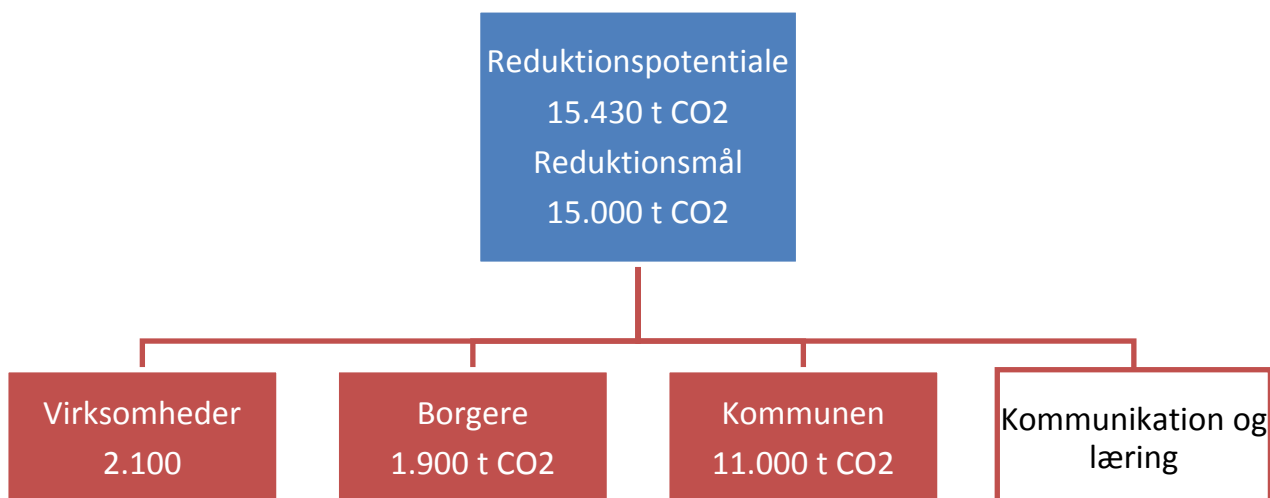 Reduktionspotentiale
15.430 t CO2
Reduktionsmål
15.000 t CO2
Virksomheder
2.100
Borgere
1.900 t CO2
Kommunen
11.000 t CO2
Kommunikation og
læring